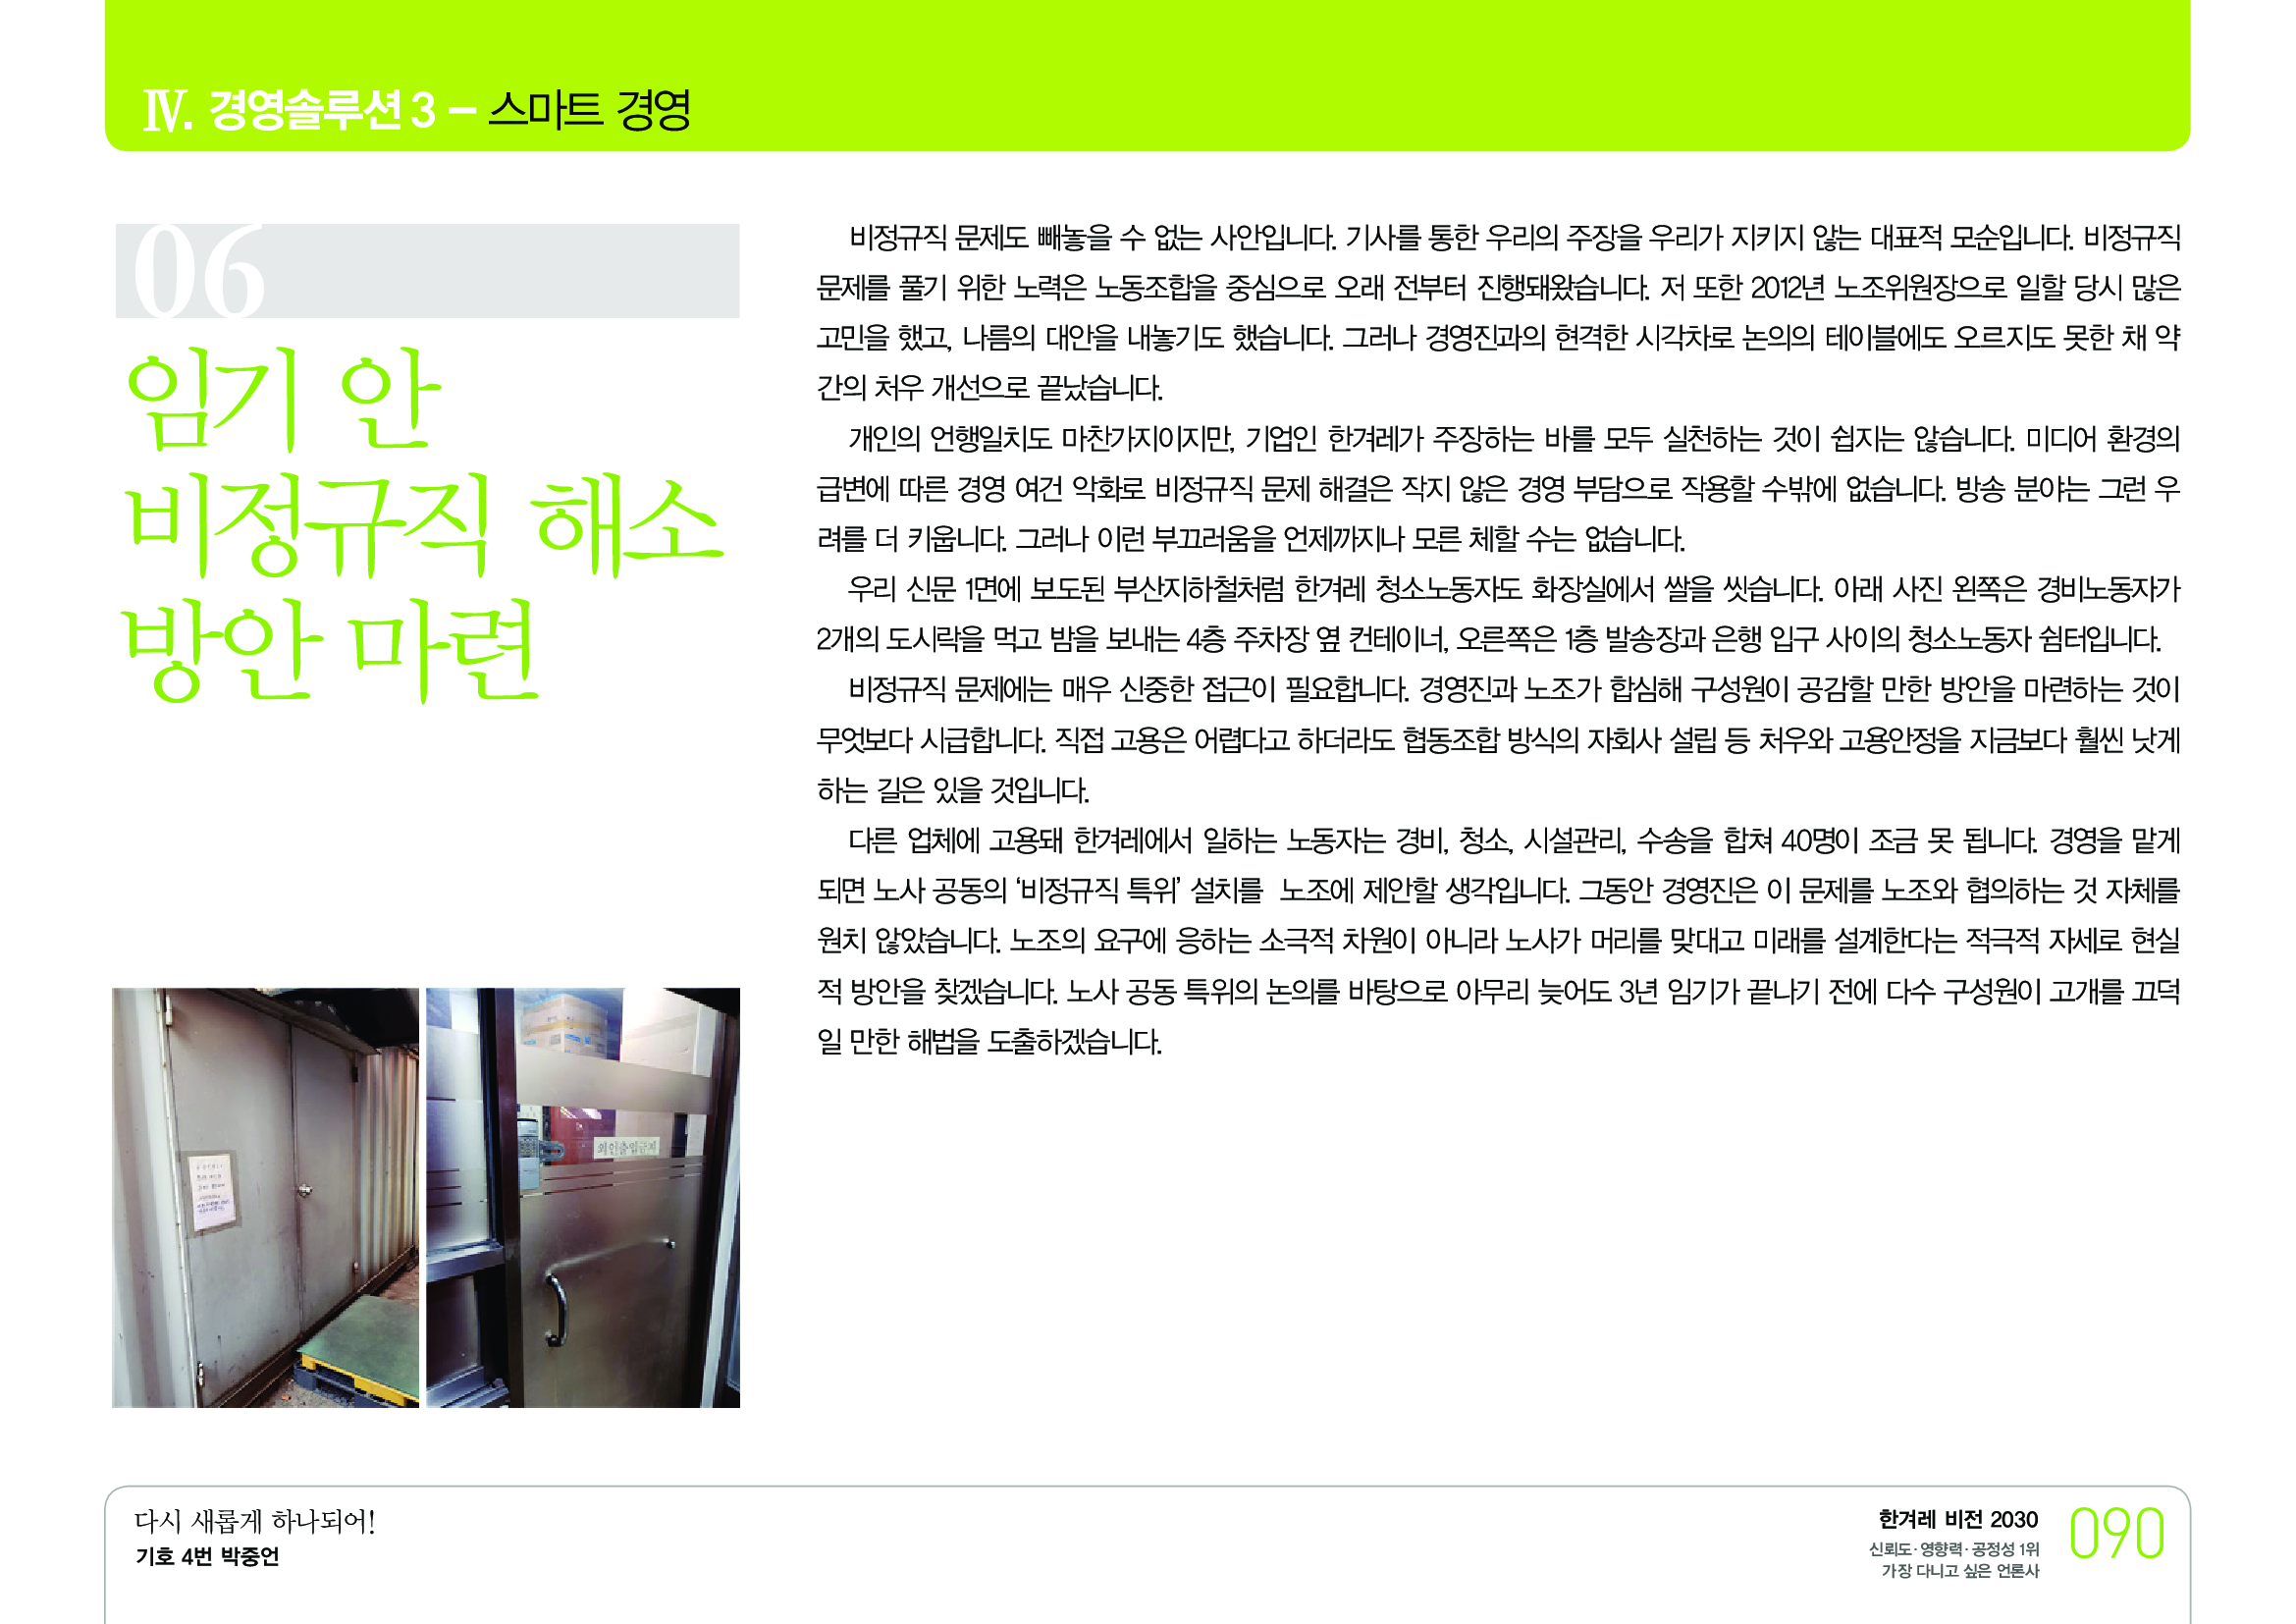 Ⅳ. 경영솔루션 3 – 스마트 경영
06
임기 안
비정규직 해소
방안 마련
비정규직 문제도 빼놓을 수 없는 사안입니다. 기사를 통한 우리의 주장을 우리가 지키지 않는 대표적 모순입니다. 비정규직
문제를 풀기 위한 노력은 노동조합을 중심으로 오래 전부터 진행돼왔습니다. 저 또한 2012년 노조위원장으로 일할 당시 많은
고민을 했고, 나름의 대안을 내놓기도 했습니다. 그러나 경영진과의 현격한 시각차로 논의의 테이블에도 오르지도 못한 채 약
간의 처우 개선으로 끝났습니다.
개인의 언행일치도 마찬가지이지만, 기업인 한겨레가 주장하는 바를 모두 실천하는 것이 쉽지는 않습니다. 미디어 환경의
급변에 따른 경영 여건 악화로 비정규직 문제 해결은 작지 않은 경영 부담으로 작용할 수밖에 없습니다. 방송 분야는 그런 우
려를 더 키웁니다. 그러나 이런 부끄러움을 언제까지나 모른 체할 수는 없습니다.
우리 신문 1면에 보도된 부산지하철처럼 한겨레 청소노동자도 화장실에서 쌀을 씻습니다. 아래 사진 왼쪽은 경비노동자가
2개의 도시락을 먹고 밤을 보내는 4층 주차장 옆 컨테이너, 오른쪽은 1층 발송장과 은행 입구 사이의 청소노동자 쉼터입니다.
비정규직 문제에는 매우 신중한 접근이 필요합니다. 경영진과 노조가 합심해 구성원이 공감할 만한 방안을 마련하는 것이
무엇보다 시급합니다. 직접 고용은 어렵다고 하더라도 협동조합 방식의 자회사 설립 등 처우와 고용안정을 지금보다 훨씬 낫게
하는 길은 있을 것입니다.
다른 업체에 고용돼 한겨레에서 일하는 노동자는 경비, 청소, 시설관리, 수송을 합쳐 40명이 조금 못 됩니다. 경영을 맡게
되면 노사 공동의 ‘비정규직 특위’ 설치를 노조에 제안할 생각입니다. 그동안 경영진은 이 문제를 노조와 협의하는 것 자체를
원치 않았습니다. 노조의 요구에 응하는 소극적 차원이 아니라 노사가 머리를 맞대고 미래를 설계한다는 적극적 자세로 현실
적 방안을 찾겠습니다. 노사 공동 특위의 논의를 바탕으로 아무리 늦어도 3년 임기가 끝나기 전에 다수 구성원이 고개를 끄덕
일 만한 해법을 도출하겠습니다.
외인출입금지
다시 새롭게 하나되어!
기호 4번 박중언
한겨레 비전 2030
신뢰도·영향력·공정성 1위
가장 다니고 싶은 언론사
090